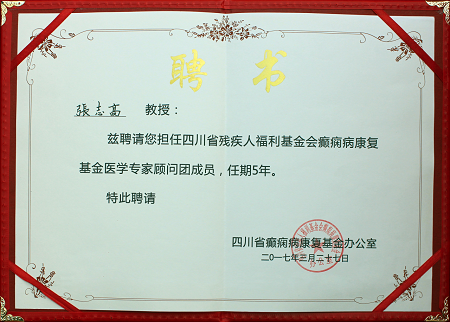 聘书
張志高 教授：
兹聘请您担任四川省残疾人福利基金会癫痫病康复
基金医学专家顾问团成员，任期5年。
特此聘请
四川省癫痫病康复基金办公室
二〇一七年三月二十七日